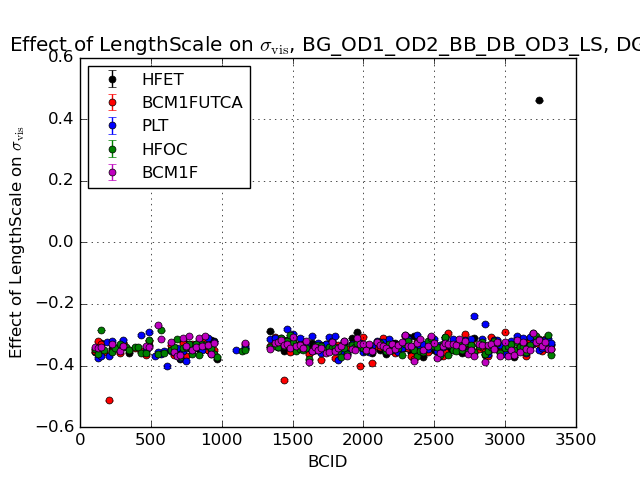 Effect of LengthScale on σvis, BG_OD1_OD2_BB_DB_OD3_LS, DG
HFET
BCM1FUTCA
PLT
HFOC
BCM1F
Effect of LengthScale on σvis
0.6
0.4
0.2
0.0
−0.2
−0.4
−0.6
0 500 1000 1500 2000 2500 3000 3500
BCID